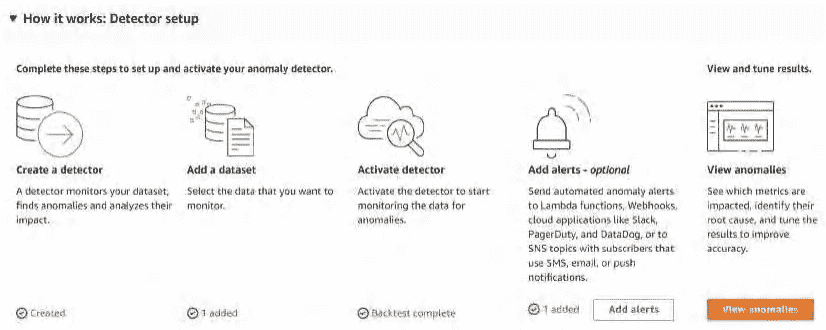 ▼ How it works: Detector setup
Complete these steps to set up and activate your anomaly detector.
View and tune results.
Create a detector
A detector monitors your dataset,
finds anomalies and analyzes their
impact.
Created
Add a dataset
Select the data that you want to
monitor.
1 added
Activate detector
Activate the detector to start
monitoring the data for
anomalies.
Backtest complete
Add alerts - optional
Send automated anomaly alerts
to Lambda functions, Webhooks,
cloud applications like Slack,
PagerDuty, and DataDog, or to
SNS topics with subscribers that
use SMS, email, or push
notifications.
1 added
Add alerts
View anomalies
See which metrics are
impacted, identify their
root cause, and tune the
results to improve
accuracy.
View anomalies